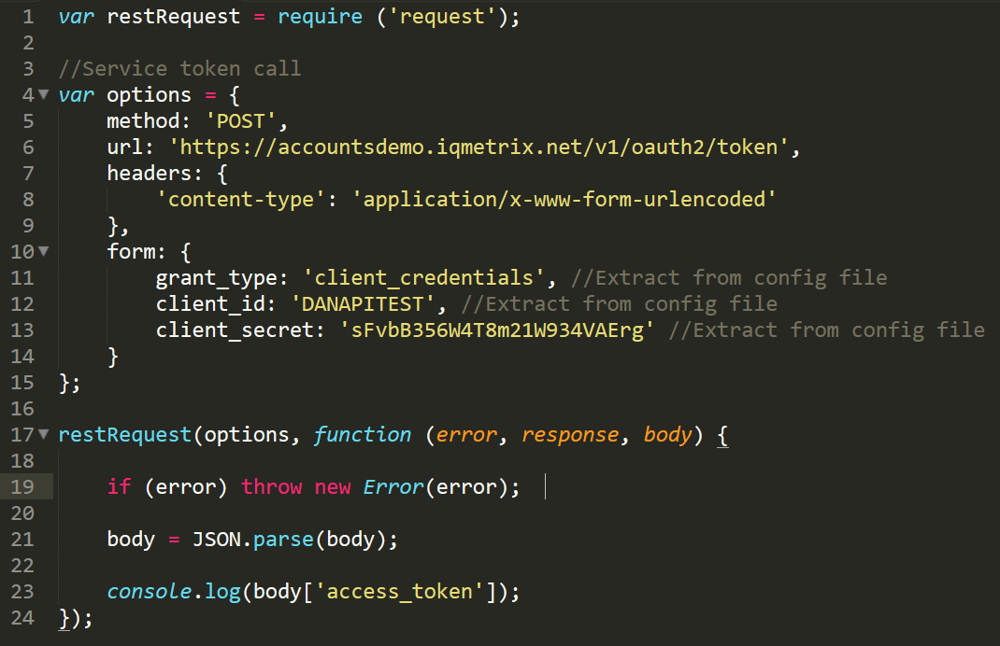 1 var restRequest = require ('request');
2
3 //Service token call
4 var options = {
5 method: 'POST',
6 url: 'https://accountsdemo.iqmetrix.net/v1/oauth2/token',
7 headers: {
8 'content-type': 'application/x-www-form-urlencoded'
9 },
10 form: {
11 grant_type: 'client_credentials', //Extract from config file
12 client_id: 'DANAPITEST', //Extract from config file
13 client_secret: 'sFvbB356W4T8m21W934VAErg' //Extract from config file
14 }
15 };
16
17 restRequest(options, function (error, response, body) {
18
19 if (error) throw new Error(error);
20
21 body = JSON.parse(body);
22
23 console.log(body['access_token']);
24 });